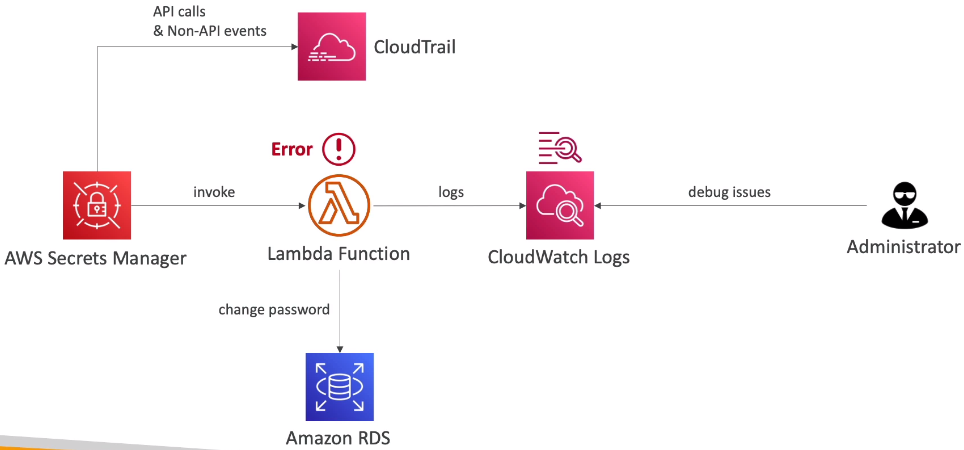 API calls
& Non-API events
CloudTrail
Error
invoke
logs
debug issues
AWS Secrets Manager
Lambda Function
CloudWatch Logs
Administrator
change password
Amazon RDS